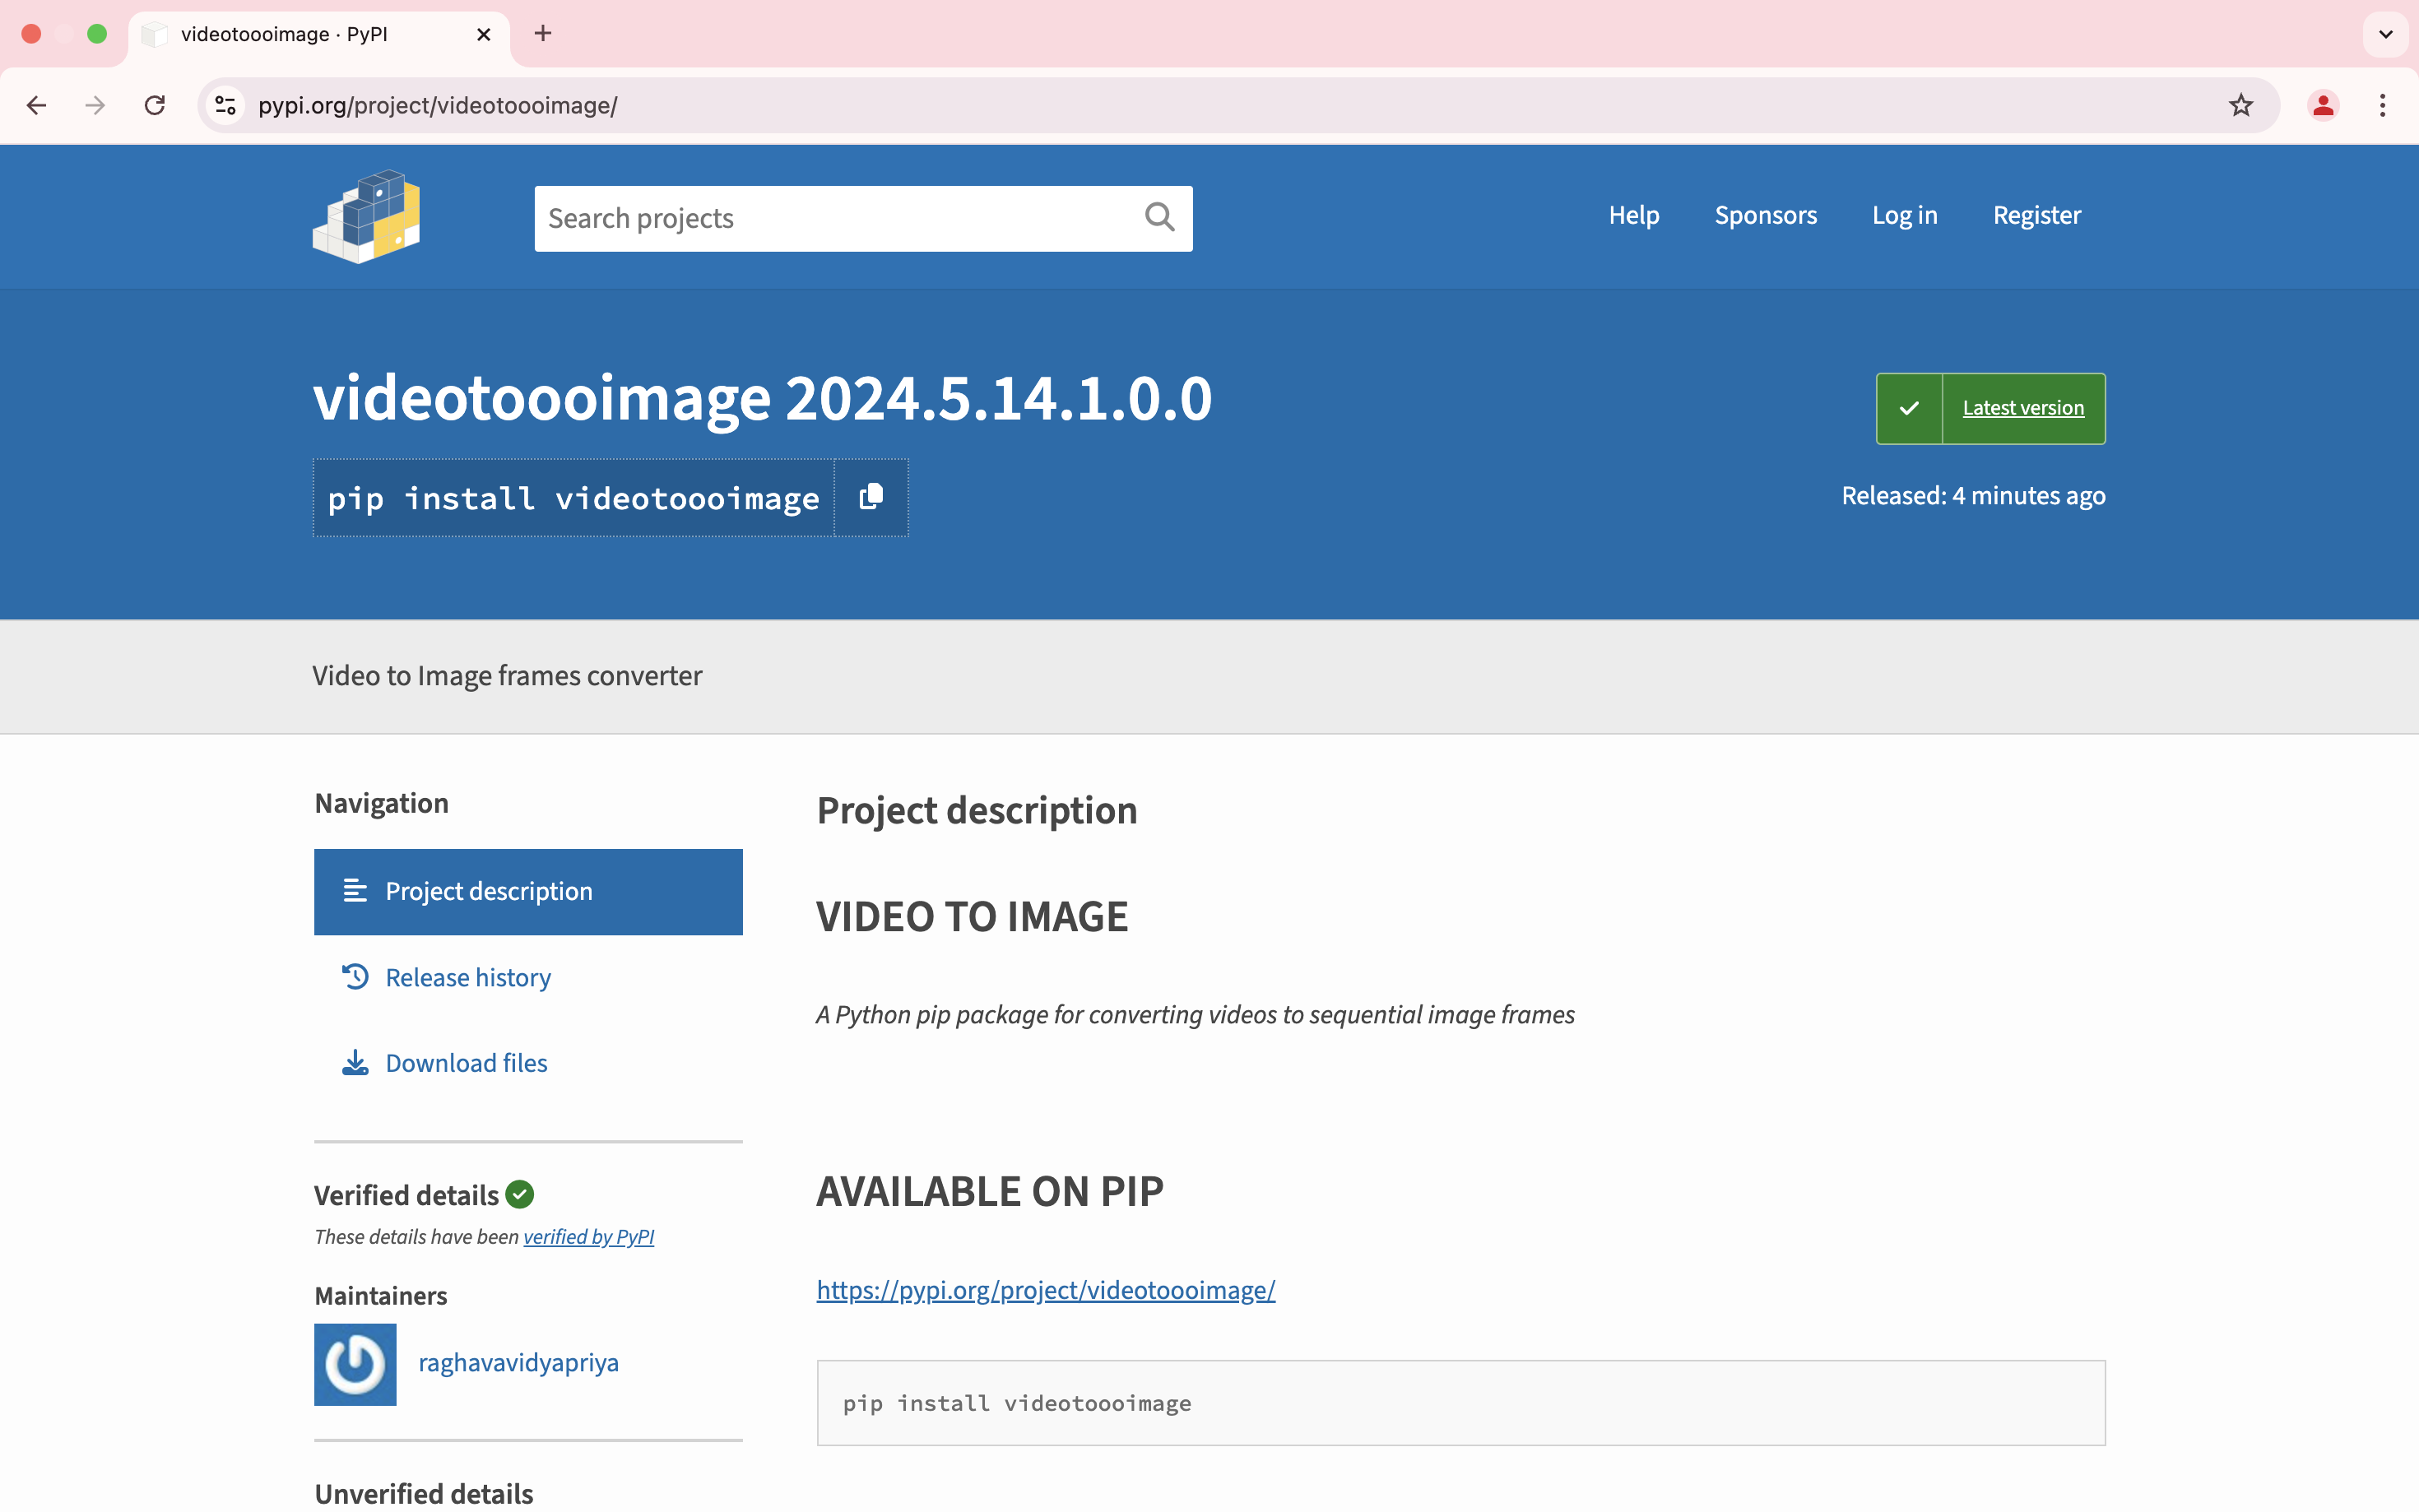 videotoooimage · PyPI
pypi.org/project/videotoooimage/
Search projects
Help Sponsors Log in Register
videotoooimage 2024.5.14.1.0.0
Latest version
pip install videotoooimage
Released: 4 minutes ago
Video to Image frames converter
Navigation
Project description
Release history
Download files
Verified details
These details have been verified by PyPI
Maintainers
raghavavidyapriya
Unverified details
Project description
VIDEO TO IMAGE
A Python pip package for converting videos to sequential image frames
AVAILABLE ON PIP
https://pypi.org/project/videotoooimage/
pip install videotoooimage